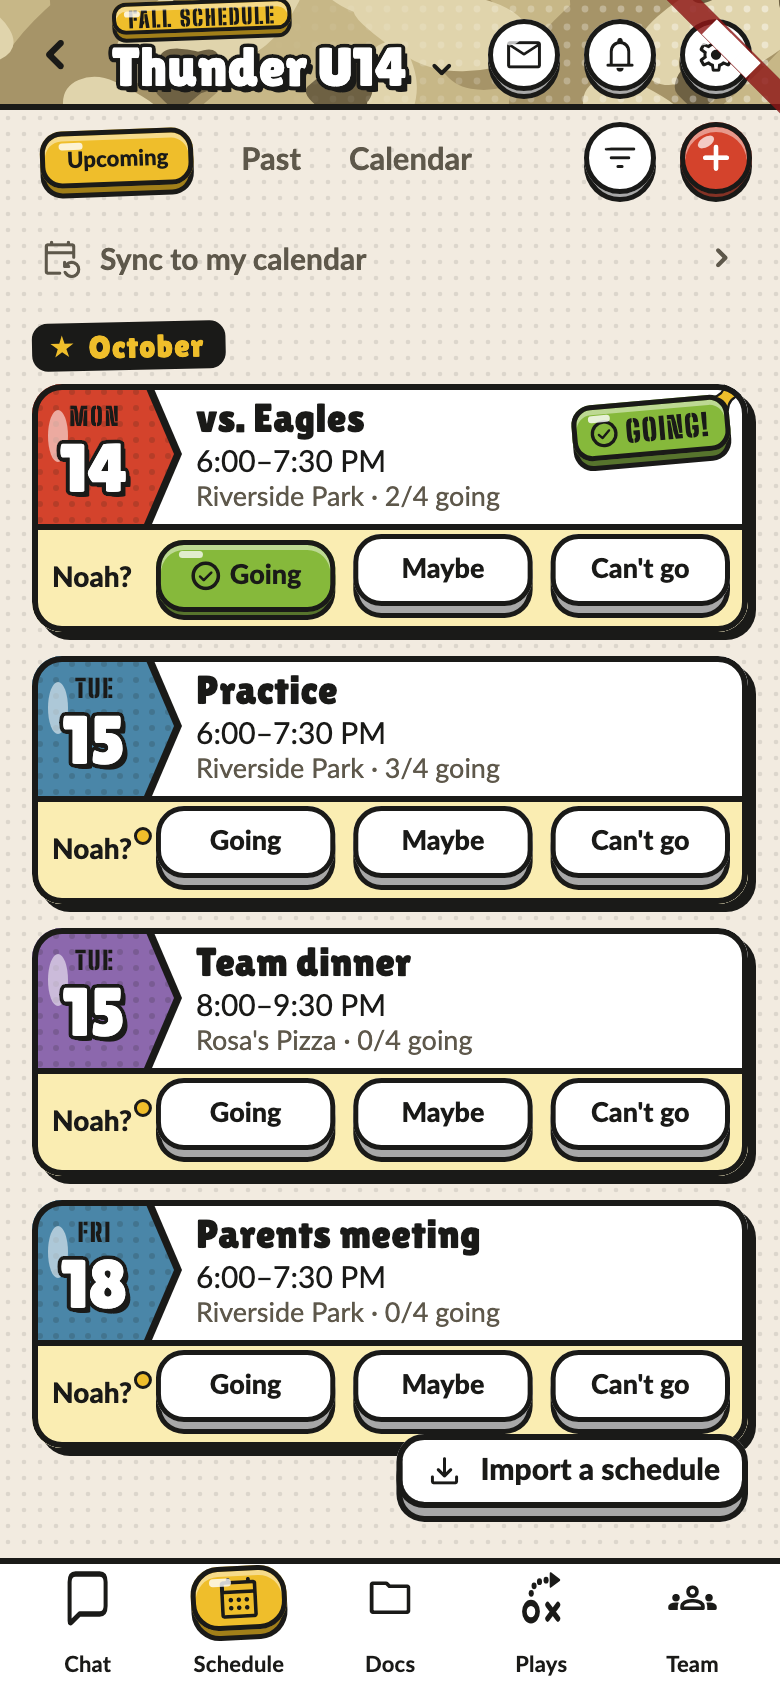 FALL SCHEDULE
Thunder U14
Upcoming
Past
Calendar
Sync to my calendar
★ October
MON
14
vs. Eagles
6:00–7:30 PM
Riverside Park · 2/4 going
GOING!
Noah?
Going
Maybe
Can't go
TUE
15
Practice
6:00–7:30 PM
Riverside Park · 3/4 going
Noah?
Going
Maybe
Can't go
TUE
15
Team dinner
8:00–9:30 PM
Rosa's Pizza · 0/4 going
Noah?
Going
Maybe
Can't go
FRI
18
Parents meeting
6:00–7:30 PM
Riverside Park · 0/4 going
Noah?
Going
Maybe
Can't go
Import a schedule
Chat
Schedule
Docs
Plays
Team